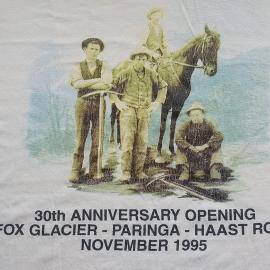 30th ANNIVERSARY OPENING
FOX GLACIER - PARINGA - HAAST RO
NOVEMBER 1995